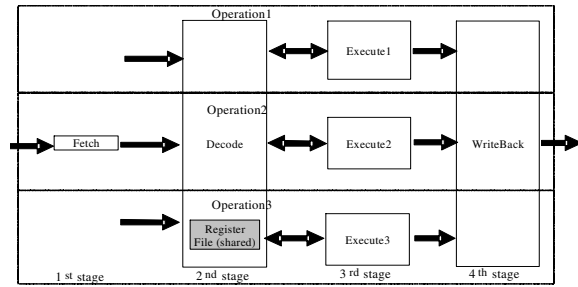 Operation1
Execute1
Operation2
Fetch
Decode
Execute2
WriteBack
Operation3
Register
File (shared)
Execute3
1 st stage
2 nd stage
3 rd stage
4 th stage